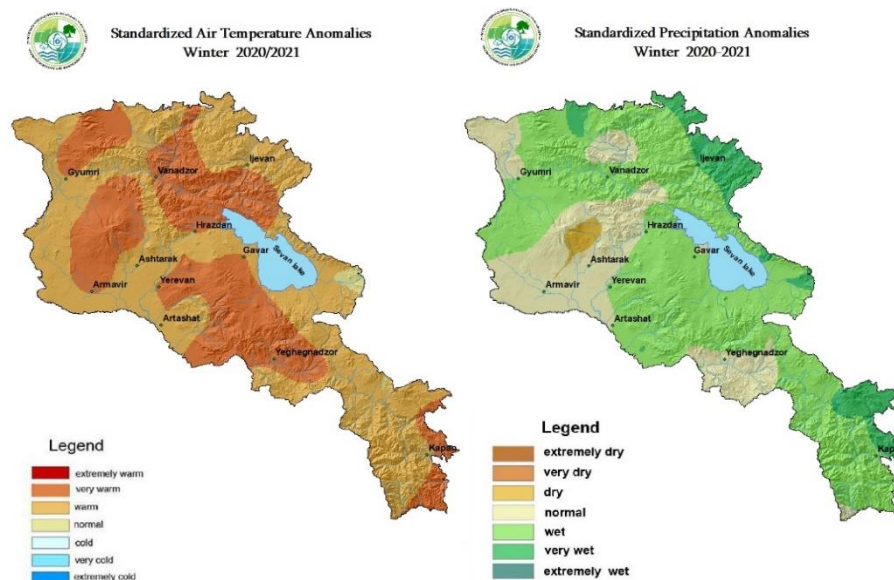 Standardized Air Temperature Anomalies
Winter 2020/2021
Gyumri
Vanadzor
Ijevan
Hrazdan
Gavar
Sevan lake
Ashtarak
Armavir
Yerevan
Artashat
Yeghegnadzor
Kapan
Legend
extremely warm
very warm
warm
normal
cold
very cold
extremely cold
Standardized Precipitation Anomalies
Winter 2020-2021
Gyumri
Vanadzor
Ijevan
Hrazdan
Gavar
Sevan lake
Ashtarak
Armavir
Yerevan
Artashat
Yeghegnadzor
Kap
Legend
extremely dry
very dry
dry
normal
wet
very wet
extremely wet